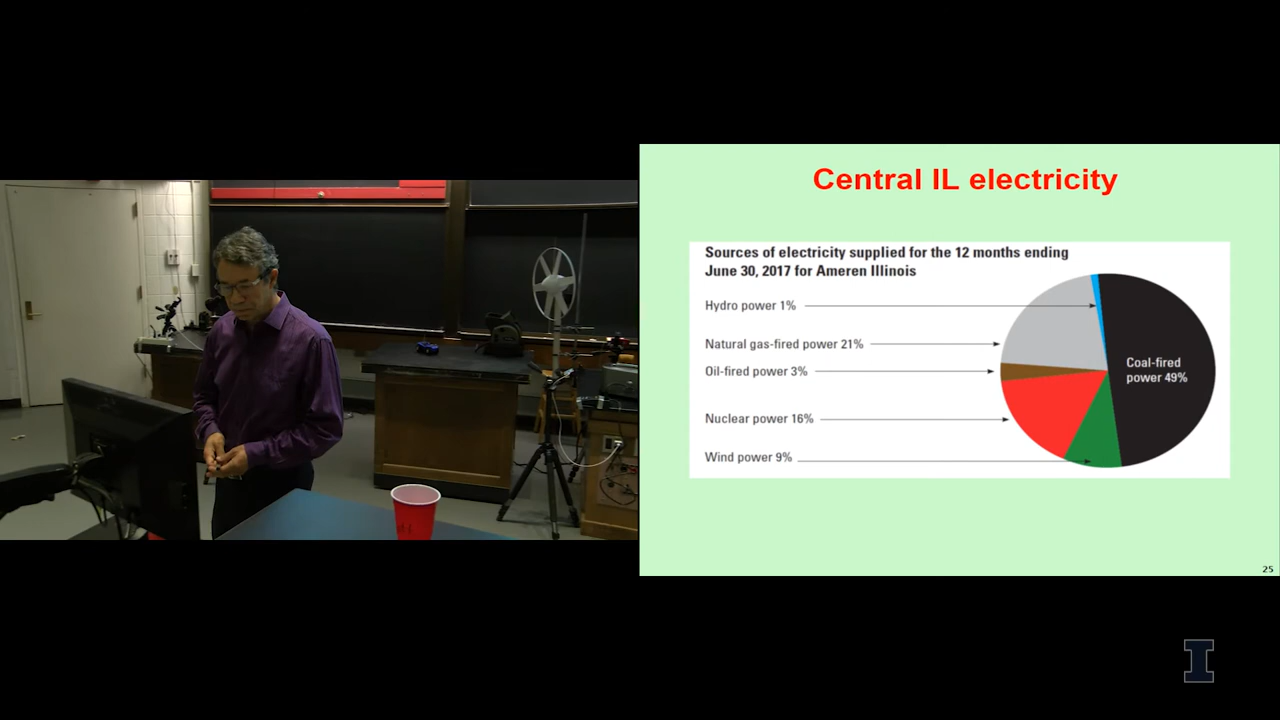 Central IL electricity
Sources of electricity supplied for the 12 months ending
June 30, 2017 for Ameren Illinois
Hydro power 1%
Natural gas-fired power 21%
Oil-fired power 3%
Nuclear power 16%
Wind power 9%
Coal-fired
power 49%
25
I